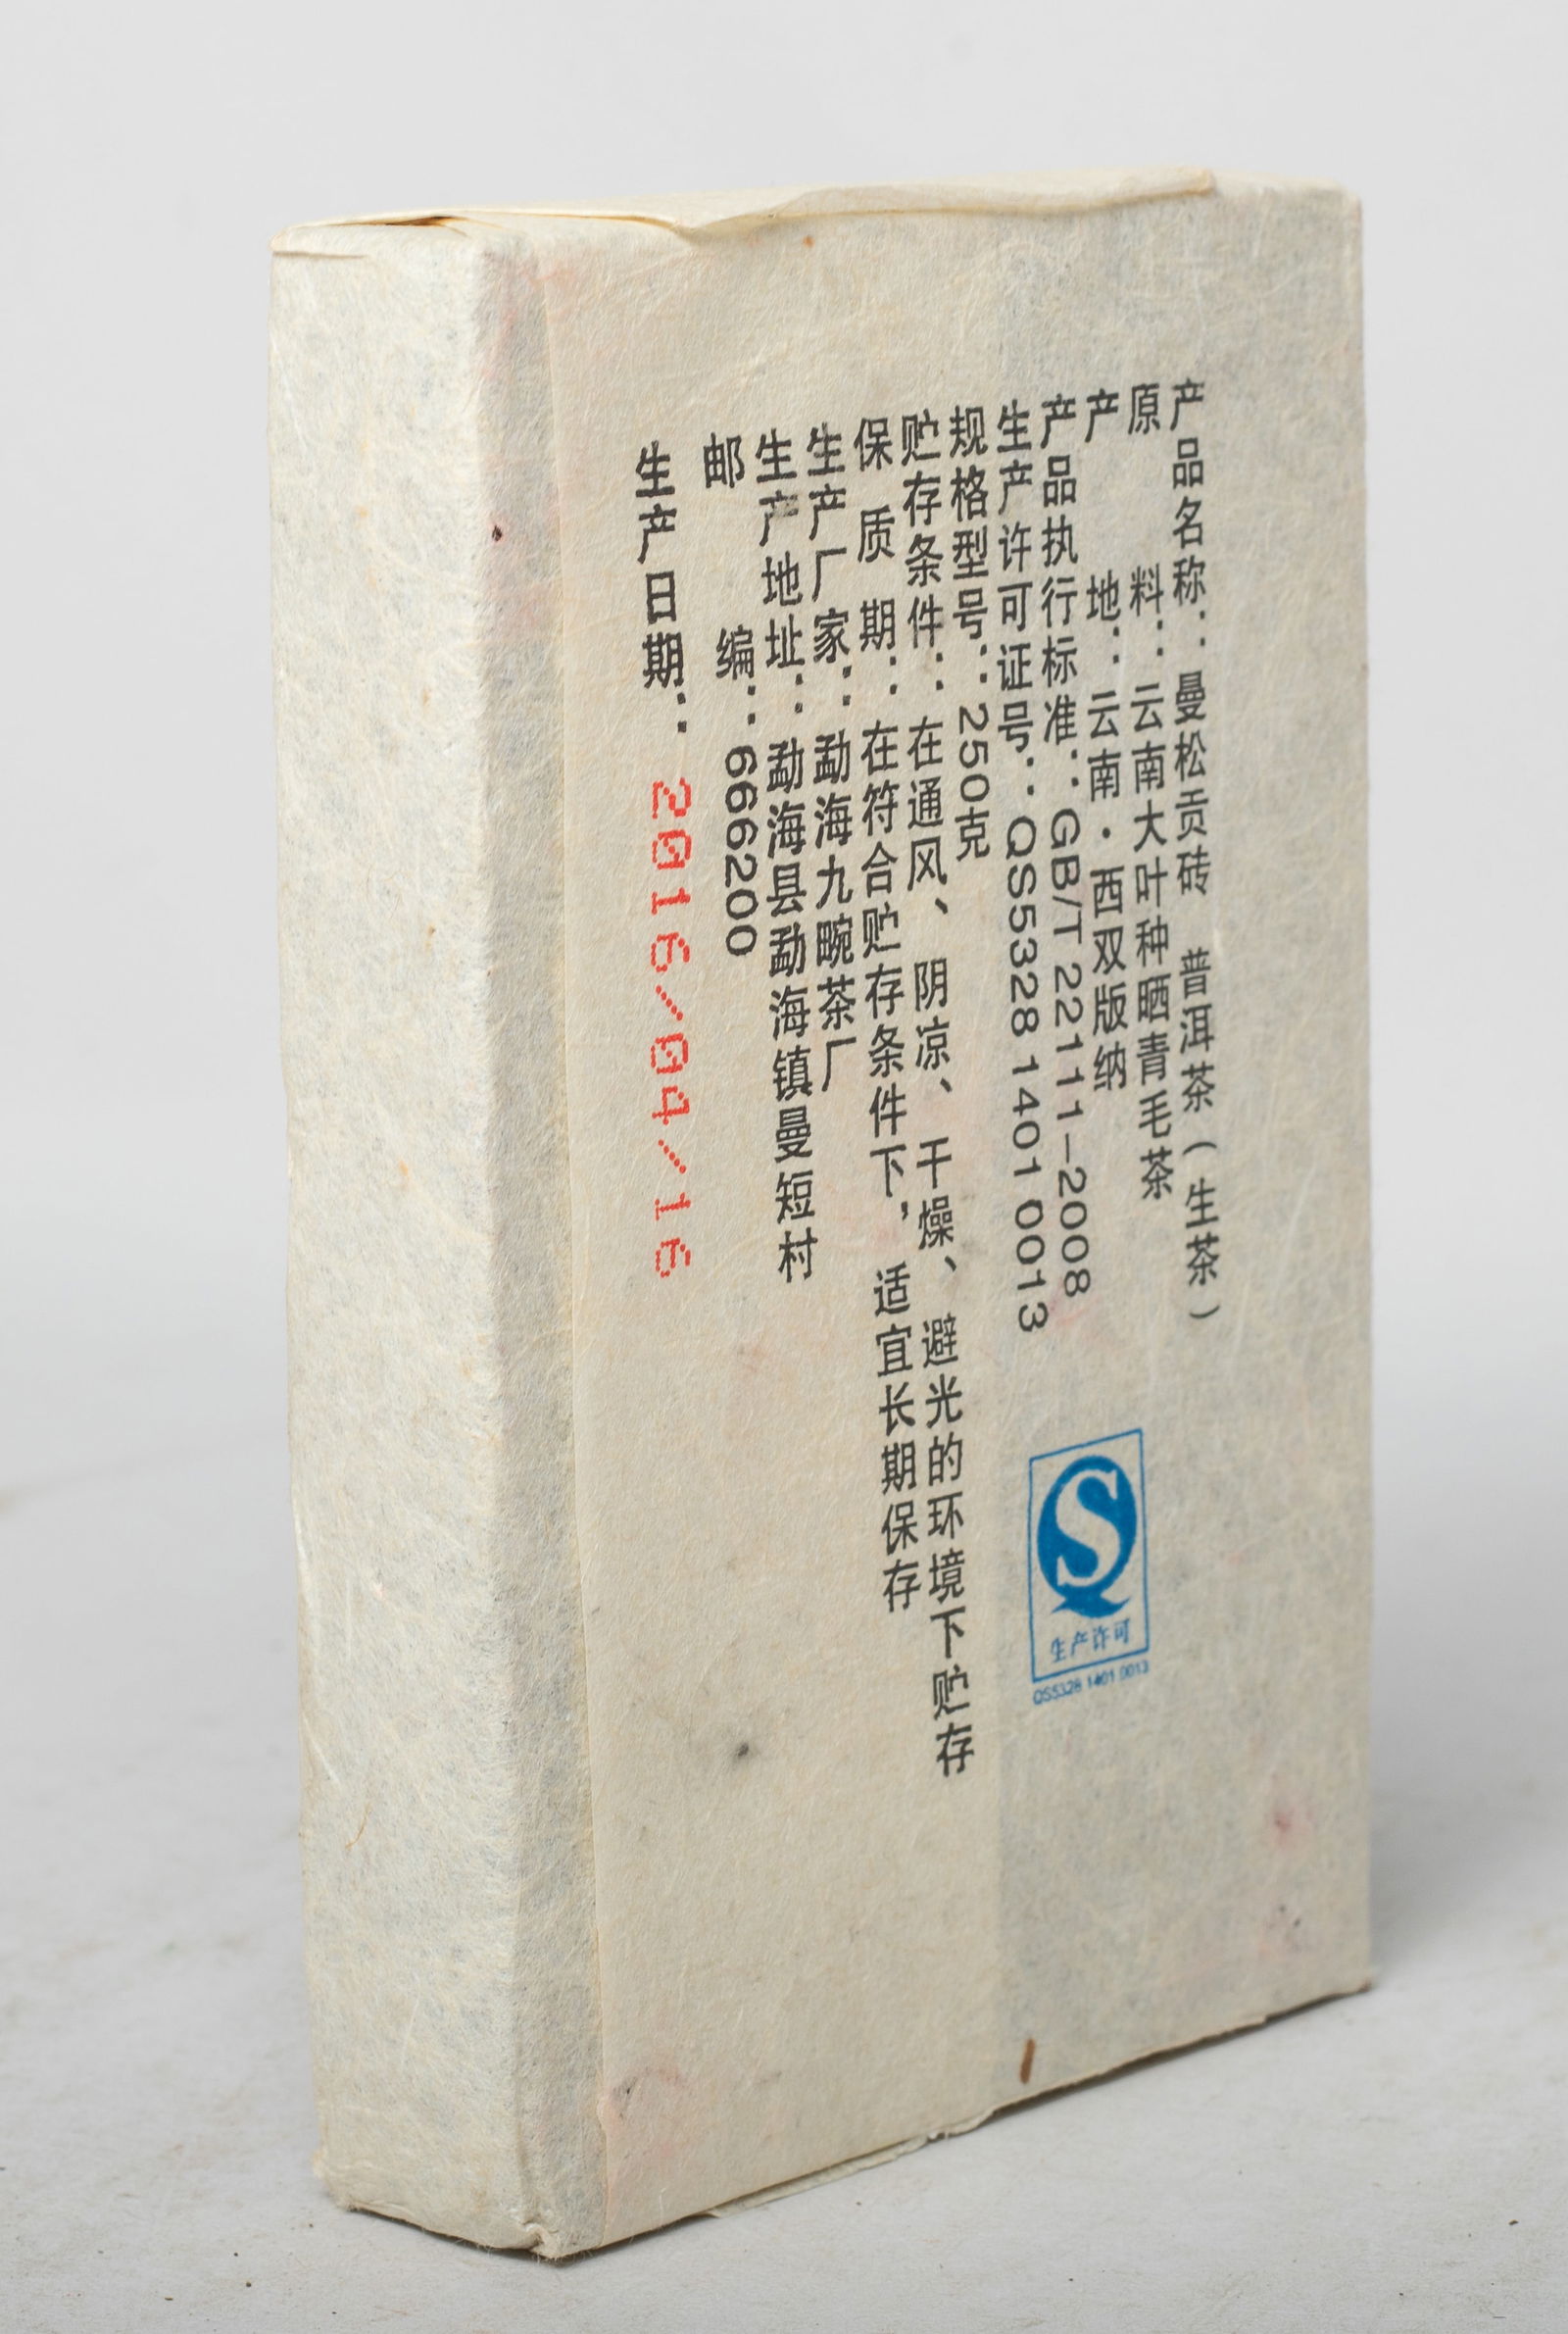 产品名称：曼松贡砖 普洱茶（生茶）
原料：云南大叶种晒青毛茶
产地：云南·西双版纳
产品执行标准：GB/T 22111-2008
生产许可证号：QS5328 1401 0013
规格型号：250克
贮存条件：在通风、阴凉、干燥、避光的环境下贮存
保质期：在符合贮存条件下，适宜长期保存
生产厂家：勐海九畹茶厂
生产地址：勐海县勐海镇曼短村
邮编：666200
生产日期：2016/04/16
QS
生产许可
QS5328 1401 0013